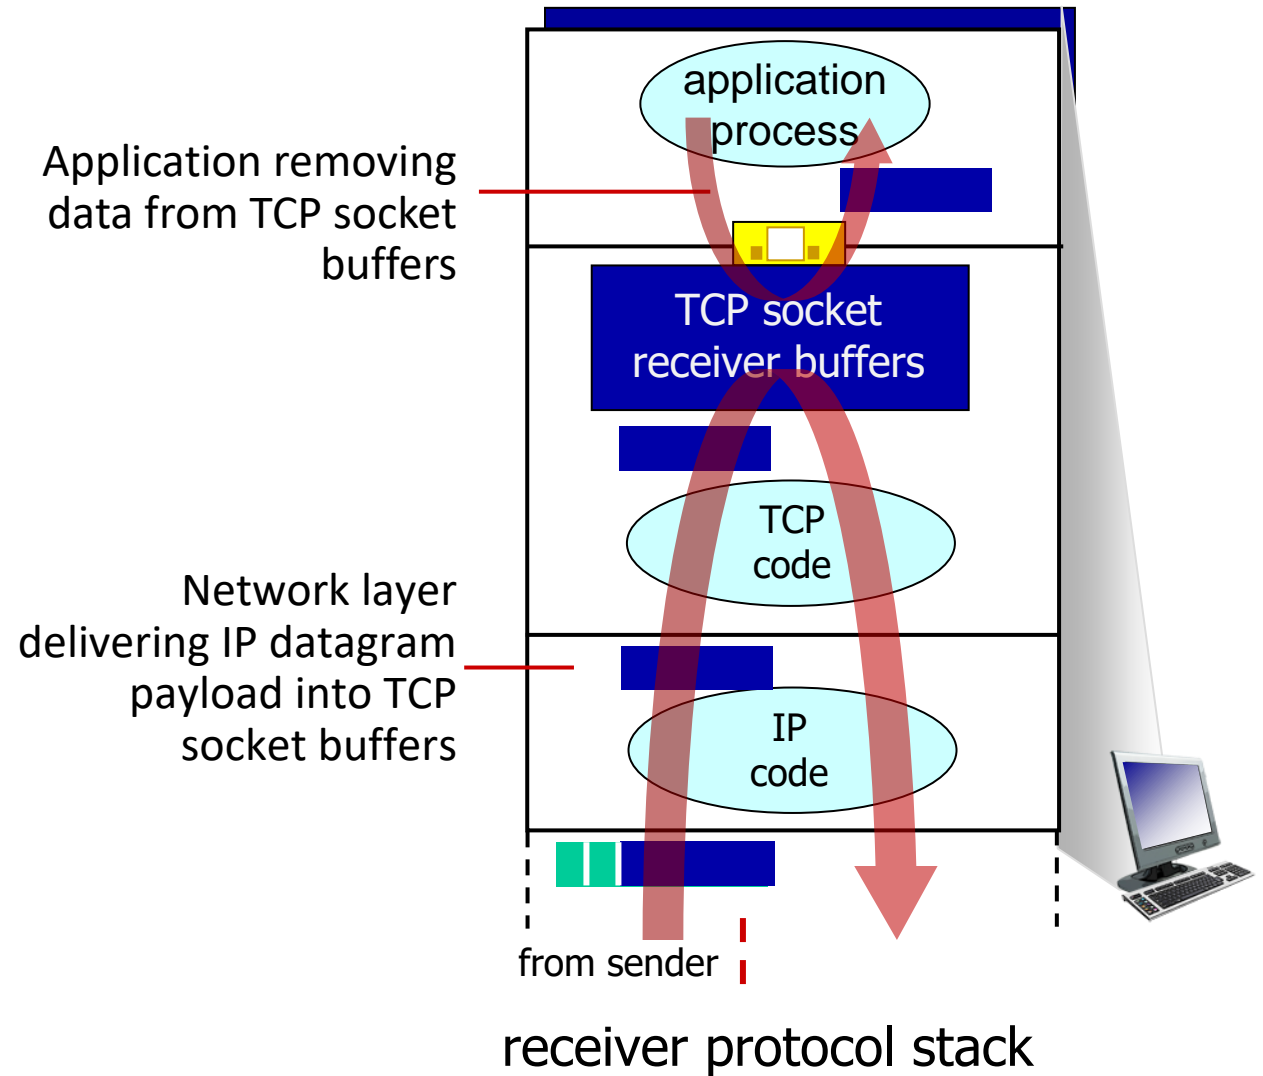 application
process
Application removing
data from TCP socket
buffers
TCP socket
receiver buffers
TCP
code
Network layer
delivering IP datagram
payload into TCP
socket buffers
IP
code
from sender
receiver protocol stack